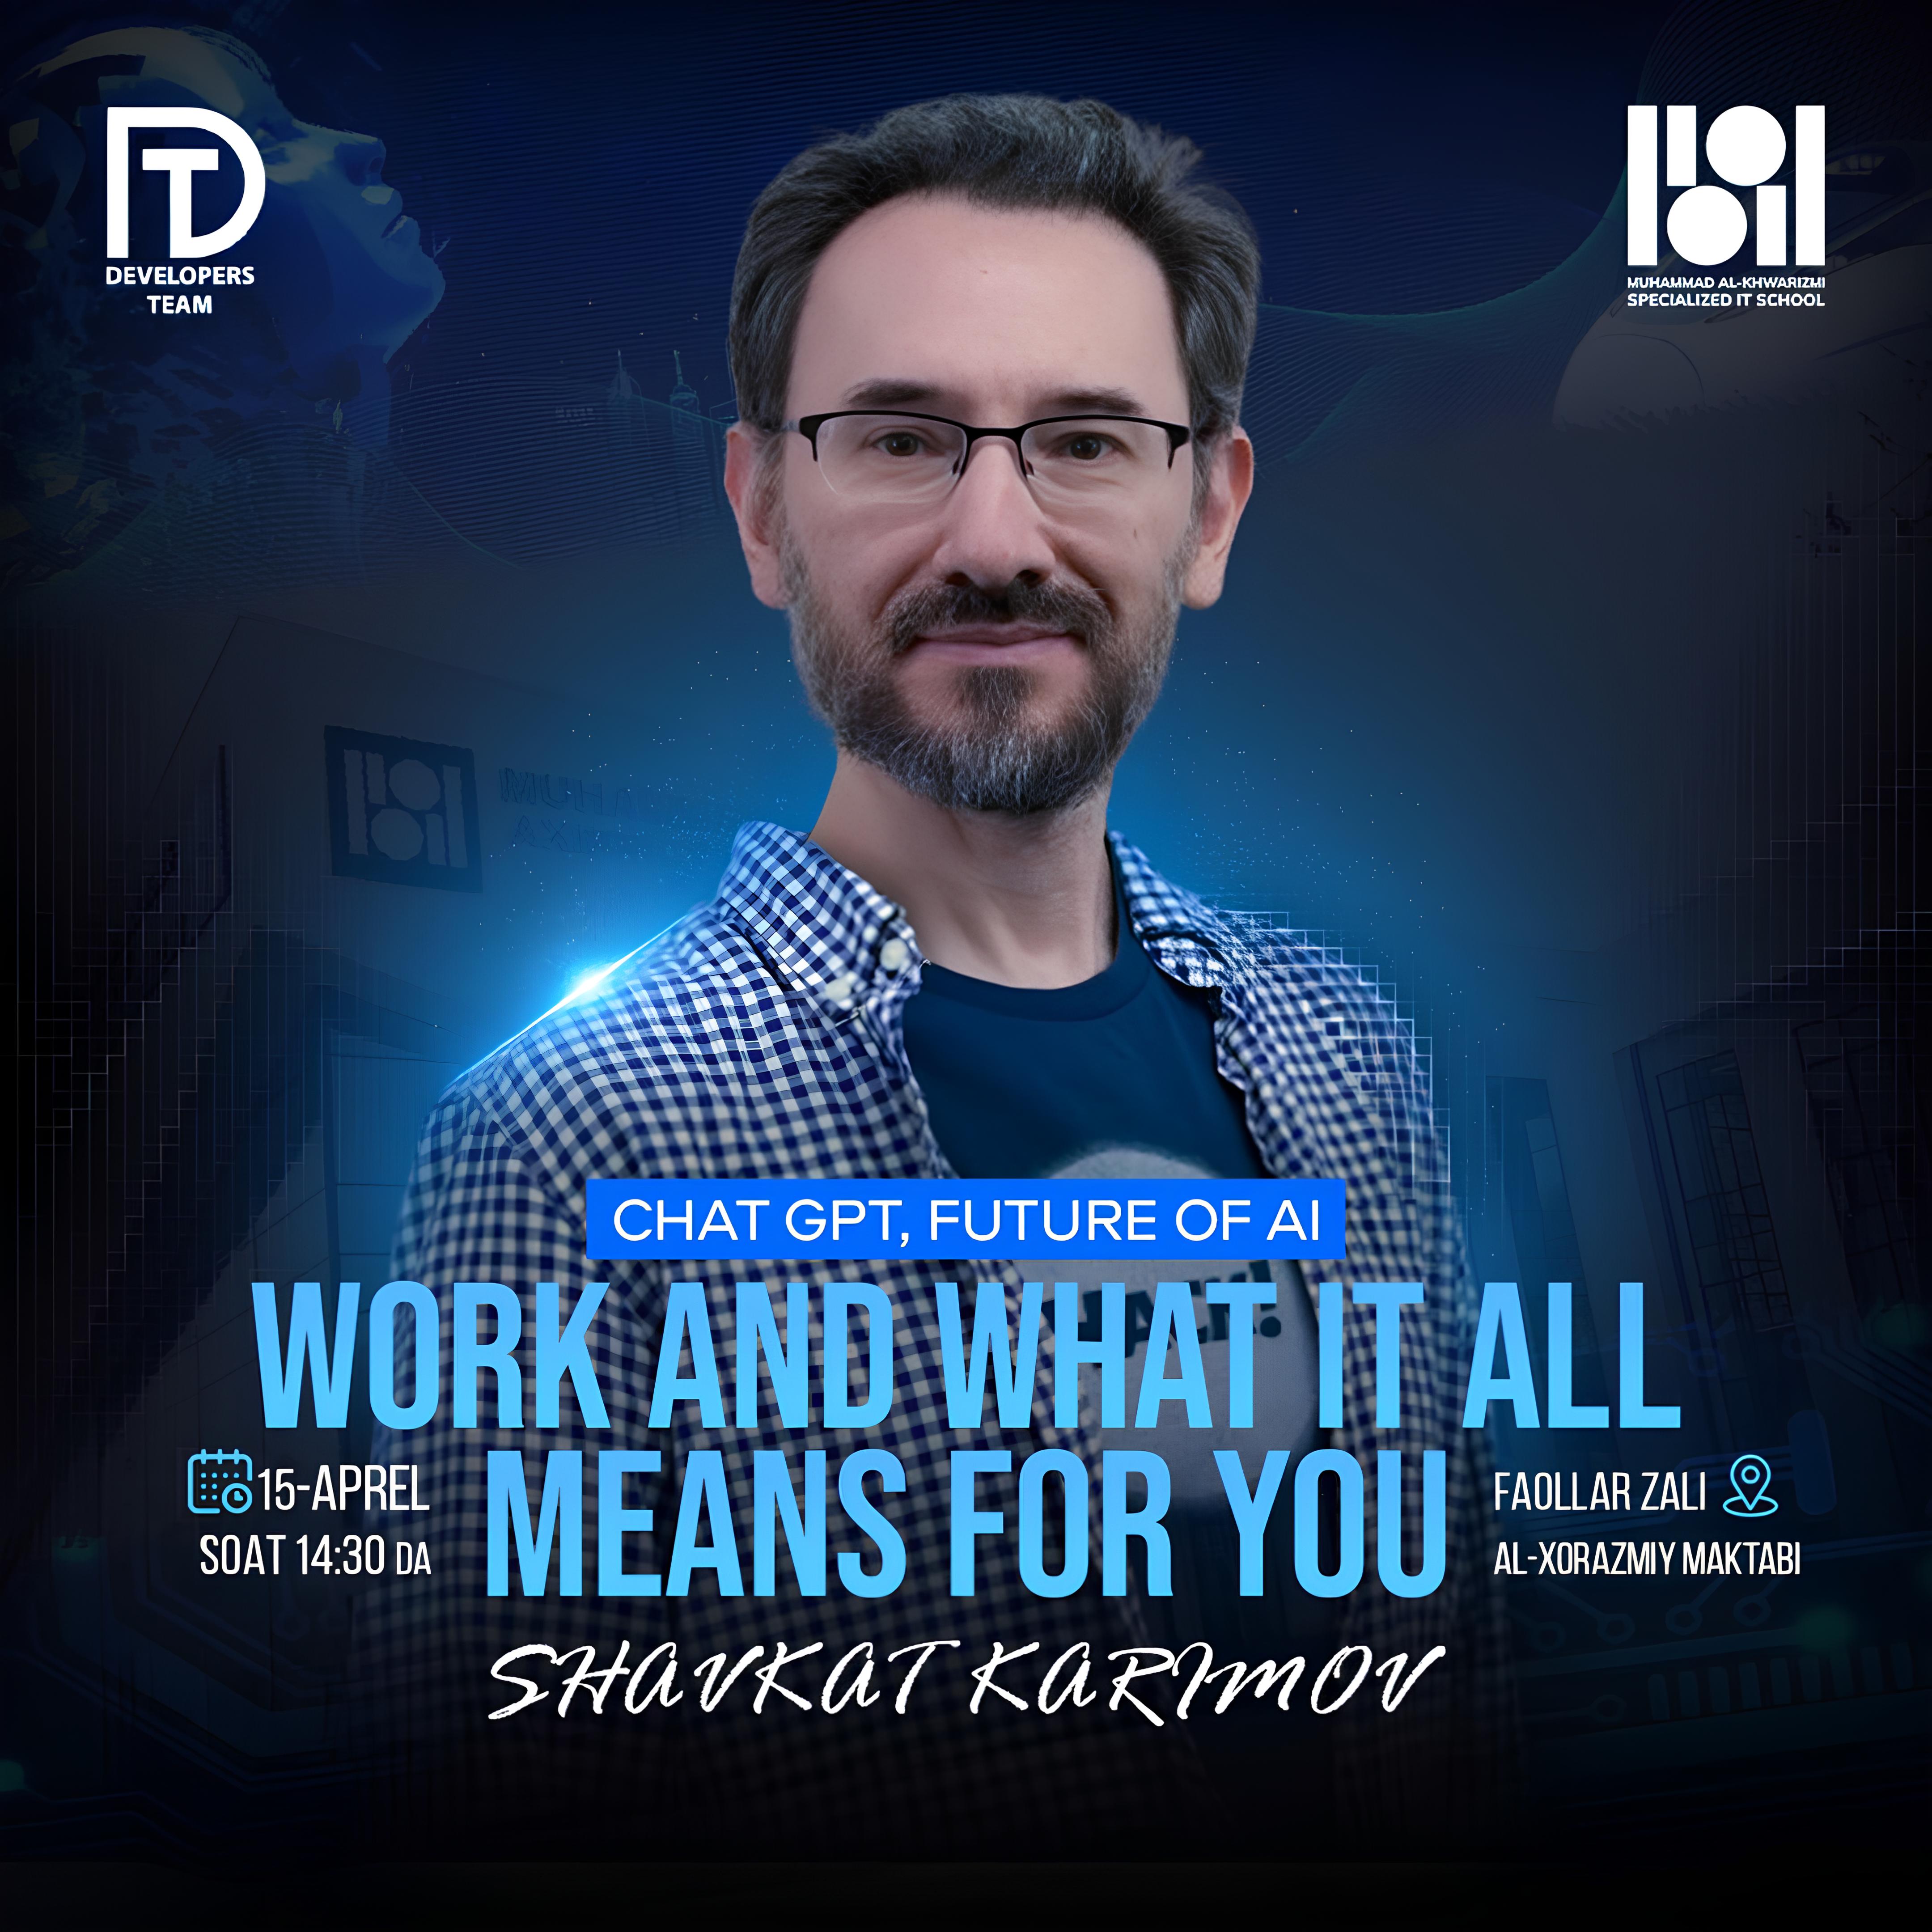 DT
DEVELOPERS
TEAM
MUHAMMAD AL-KHWARIZMI
SPECIALIZED IT SCHOOL
CHAT GPT, FUTURE OF AI
WORK AND WHAT IT ALL
MEANS FOR YOU
15-APREL
SOAT 14:30 DA
FAOLLAR ZALI
AL-XORAZMIY MAKTABI
SHAVKAT KARIMOV